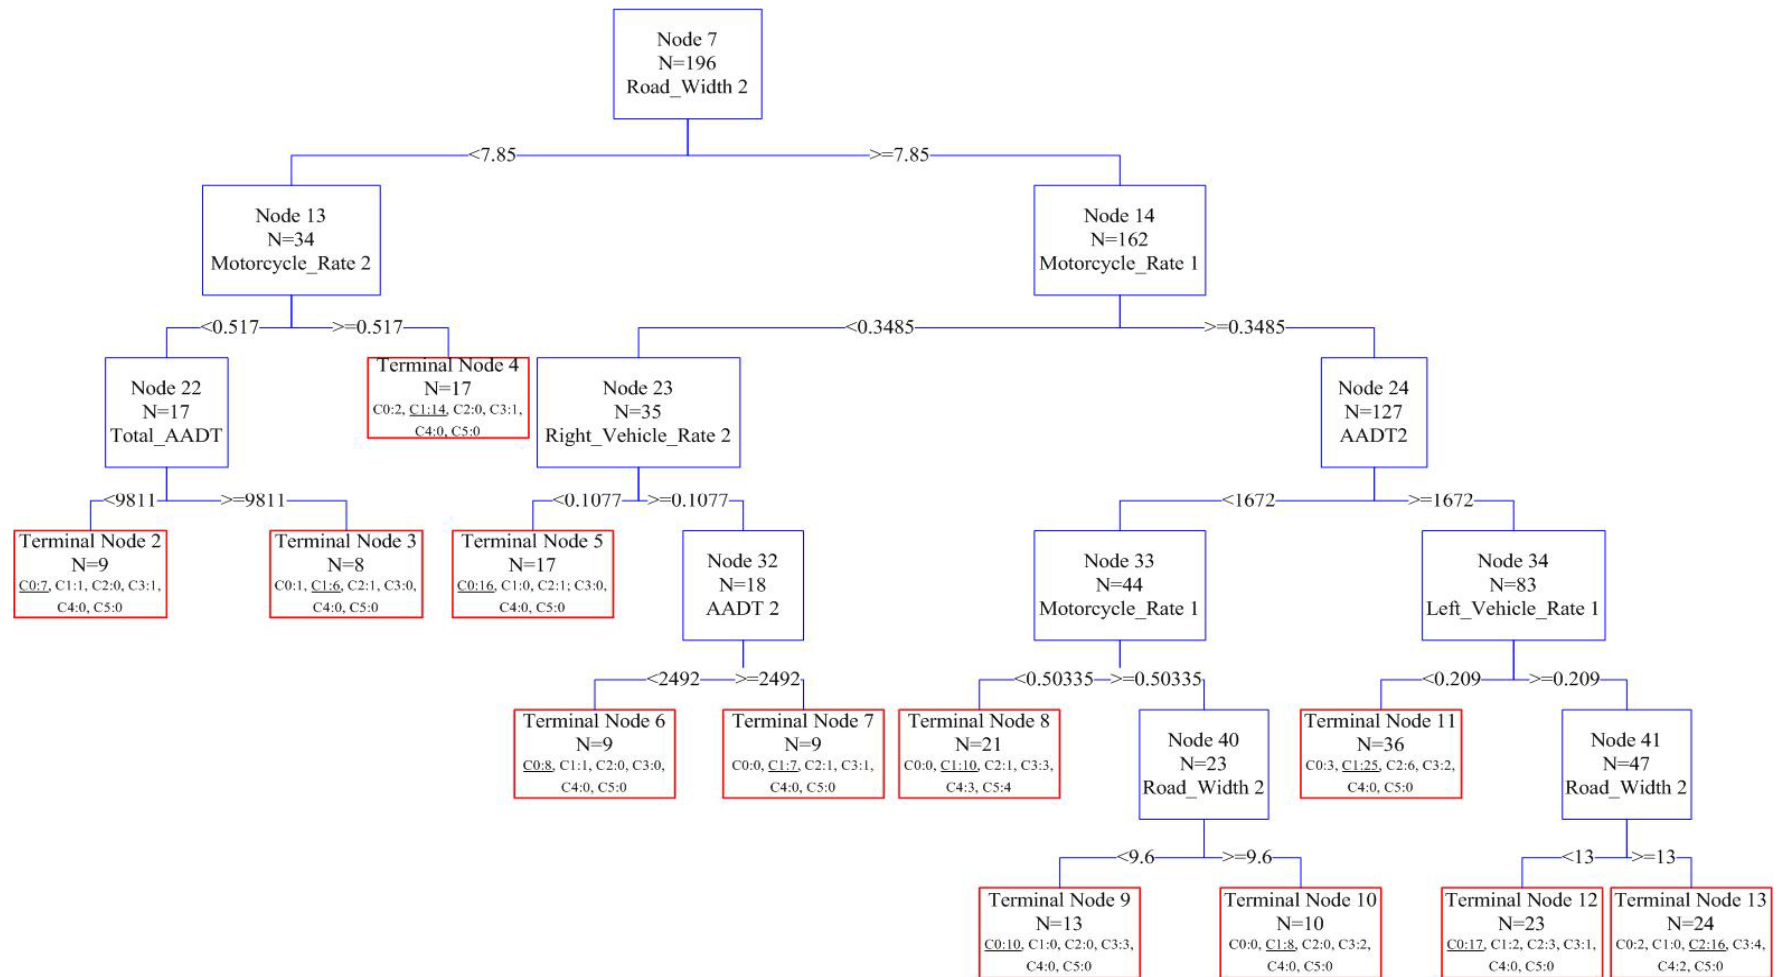 Node 7
N=196
Road_Width 2
<7.85
>=7.85
Node 13
N=34
Motorcycle_Rate 2
Node 14
N=162
Motorcycle_Rate 1
<0.517
>=0.517
<0.3485
>=0.3485
Node 22
N=17
Total_AADT
Terminal Node 4
N=17
C0:2, C1:14, C2:0, C3:1,
C4:0, C5:0
Node 23
N=35
Right_Vehicle_Rate 2
Node 24
N=127
AADT2
<9811
>=9811
<0.1077
>=0.1077
<1672
>=1672
Terminal Node 2
N=9
C0:7, C1:1, C2:0, C3:1,
C4:0, C5:0
Terminal Node 3
N=8
C0:1, C1:6, C2:1, C3:0,
C4:0, C5:0
Terminal Node 5
N=17
C0:16, C1:0, C2:1; C3:0,
C4:0, C5:0
Node 32
N=18
AADT 2
Node 33
N=44
Motorcycle_Rate 1
Node 34
N=83
Left_Vehicle_Rate 1
<2492
>=2492
<0.50335
>=0.50335
<0.209
>=0.209
Terminal Node 6
N=9
C0:8, C1:1, C2:0, C3:0,
C4:0, C5:0
Terminal Node 7
N=9
C0:0, C1:7, C2:1, C3:1,
C4:0, C5:0
Terminal Node 8
N=21
C0:0, C1:10, C2:1, C3:3,
C4:3, C5:4
Node 40
N=23
Road_Width 2
Terminal Node 11
N=36
C0:3, C1:25, C2:6, C3:2,
C4:0, C5:0
Node 41
N=47
Road_Width 2
<9.6
>=9.6
<13
>=13
Terminal Node 9
N=13
C0:10, C1:0, C2:0, C3:3,
C4:0, C5:0
Terminal Node 10
N=10
C0:0, C1:8, C2:0, C3:2,
C4:0, C5:0
Terminal Node 12
N=23
C0:17, C1:2, C2:3, C3:1,
C4:0, C5:0
Terminal Node 13
N=24
C0:2, C1:0, C2:16, C3:4,
C4:2, C5:0